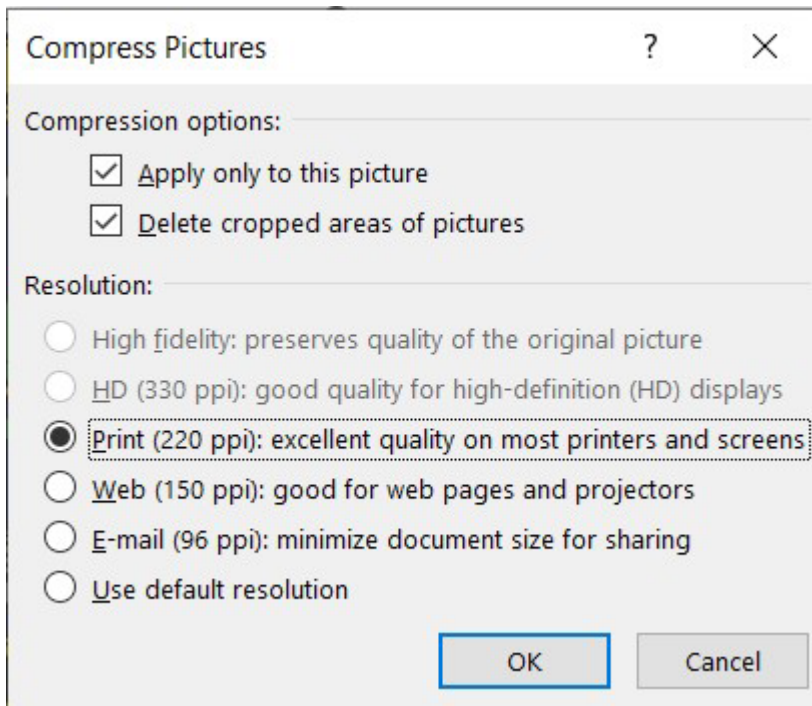 Compress Pictures ?
Compression options:
Apply only to this picture
Delete cropped areas of pictures
Resolution:
High fidelity: preserves quality of the original picture
HD (330 ppi): good quality for high-definition (HD) displays
Print (220 ppi): excellent quality on most printers and screens
Web (150 ppi): good for web pages and projectors
E-mail (96 ppi): minimize document size for sharing
Use default resolution
OK Cancel